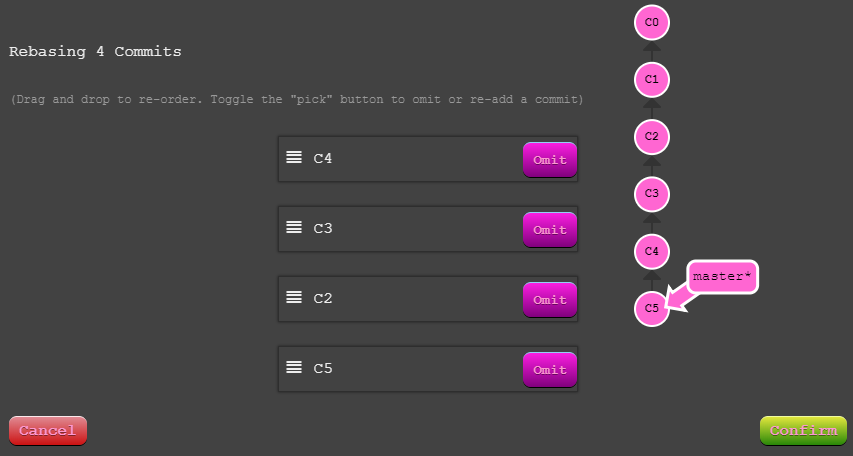 C0
Rebasing 4 Commits
C1
(Drag and drop to re-order. Toggle the "pick" button to omit or re-add a commit)
C2
C4 Omit
C3
C3 Omit
C4
master*
C2 Omit
C5
C5 Omit
Cancel Confirm